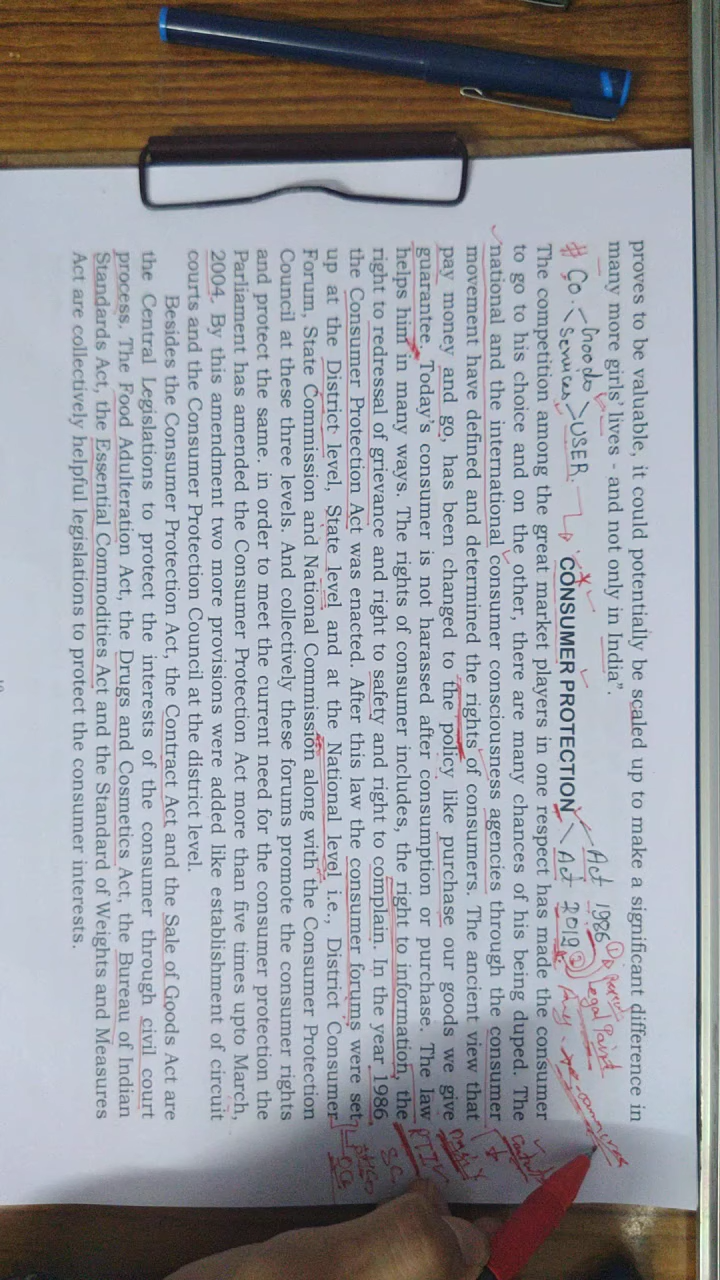 proves to be valuable, it could potentially be scaled up to make a significant difference in
many more girls' lives - and not only in India".
# Co. < Goods Services > USER.
CONSUMER PROTECTION < Act 1986 Act 2019
Legal Point
The competition among the great market players in one respect has made the consumer
to go to his choice and on the other, there are many chances of his being duped. The
national and the international consumer consciousness agencies through the consumer
movement have defined and determined the rights of consumers. The ancient view that
pay money and go, has been changed to the policy like purchase our goods we give
guarantee. Today's consumer is not harassed after consumption or purchase. The law
helps him in many ways. The rights of consumer includes, the right to information, the
RTI
right to redressal of grievance and right to safety and right to complain. In the year 1986
SC
the Consumer Protection Act was enacted. After this law the consumer forums were set
up at the District level, State level and at the National level i.e., District Consumer
Forum, State Commission and National Commission along with the Consumer Protection
Council at these three levels. And collectively these forums promote the consumer rights
and protect the same. in order to meet the current need for the consumer protection the
Parliament has amended the Consumer Protection Act more than five times upto March,
2004. By this amendment two more provisions were added like establishment of circuit
courts and the Consumer Protection Council at the district level.
Besides the Consumer Protection Act, the Contract Act and the Sale of Goods Act are
the Central Legislations to protect the interests of the consumer through civil court
process. The Food Adulteration Act, the Drugs and Cosmetics Act, the Bureau of Indian
Standards Act, the Essential Commodities Act and the Standard of Weights and Measures
Act are collectively helpful legislations to protect the consumer interests.